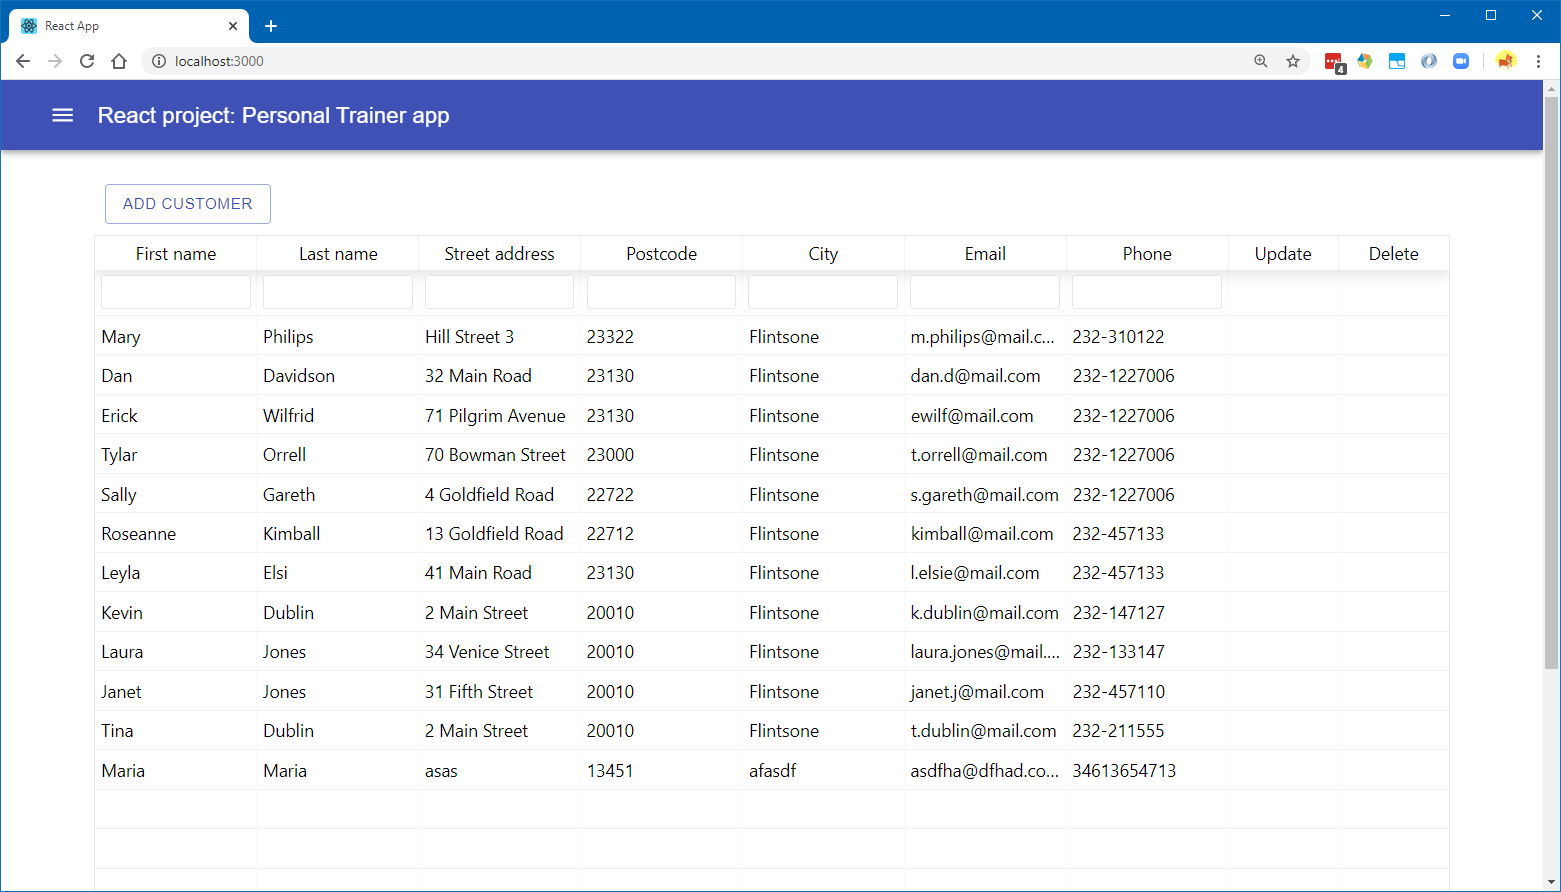 React App
localhost:3000
4
React project: Personal Trainer app
ADD CUSTOMER
First name Last name Street address Postcode City Email Phone Update Delete
Mary Philips Hill Street 3 23322 Flintsone m.philips@mail.c... 232-310122
Dan Davidson 32 Main Road 23130 Flintsone dan.d@mail.com 232-1227006
Erick Wilfrid 71 Pilgrim Avenue 23130 Flintsone ewilf@mail.com 232-1227006
Tylar Orrell 70 Bowman Street 23000 Flintsone t.orrell@mail.com 232-1227006
Sally Gareth 4 Goldfield Road 22722 Flintsone s.gareth@mail.com 232-1227006
Roseanne Kimball 13 Goldfield Road 22712 Flintsone kimball@mail.com 232-457133
Leyla Elsi 41 Main Road 23130 Flintsone l.elsie@mail.com 232-457133
Kevin Dublin 2 Main Street 20010 Flintsone k.dublin@mail.com 232-147127
Laura Jones 34 Venice Street 20010 Flintsone laura.jones@mail.... 232-133147
Janet Jones 31 Fifth Street 20010 Flintsone janet.j@mail.com 232-457110
Tina Dublin 2 Main Street 20010 Flintsone t.dublin@mail.com 232-211555
Maria Maria asas 13451 afasdf asdfha@dfhad.co... 34613654713